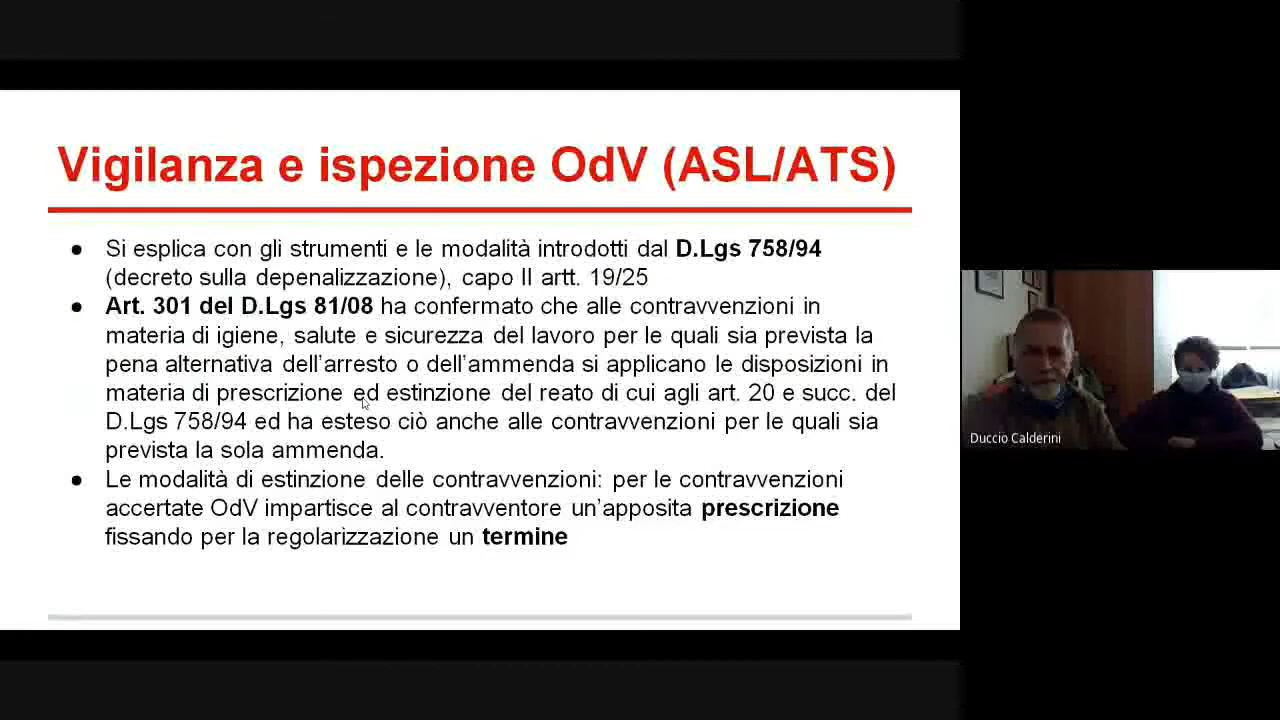 Vigilanza e ispezione OdV (ASL/ATS)
● Si esplica con gli strumenti e le modalità introdotti dal D.Lgs 758/94
(decreto sulla depenalizzazione), capo II artt. 19/25
● Art. 301 del D.Lgs 81/08 ha confermato che alle contravvenzioni in
materia di igiene, salute e sicurezza del lavoro per le quali sia prevista la
pena alternativa dell'arresto o dell'ammenda si applicano le disposizioni in
materia di prescrizione ed estinzione del reato di cui agli art. 20 e succ. del
D.Lgs 758/94 ed ha esteso ciò anche alle contravvenzioni per le quali sia
prevista la sola ammenda.
● Le modalità di estinzione delle contravvenzioni: per le contravvenzioni
accertate OdV impartisce al contravventore un'apposita prescrizione
fissando per la regolarizzazione un termine
Duccio Calderini